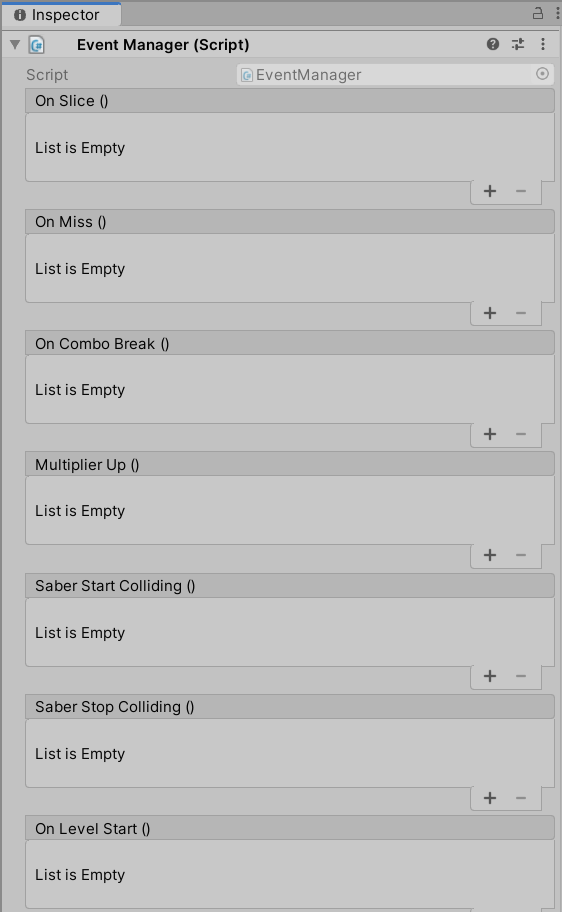 Inspector
Event Manager (Script)
Script EventManager
On Slice ()
List is Empty
On Miss ()
List is Empty
On Combo Break ()
List is Empty
Multiplier Up ()
List is Empty
Saber Start Colliding ()
List is Empty
Saber Stop Colliding ()
List is Empty
On Level Start ()
List is Empty